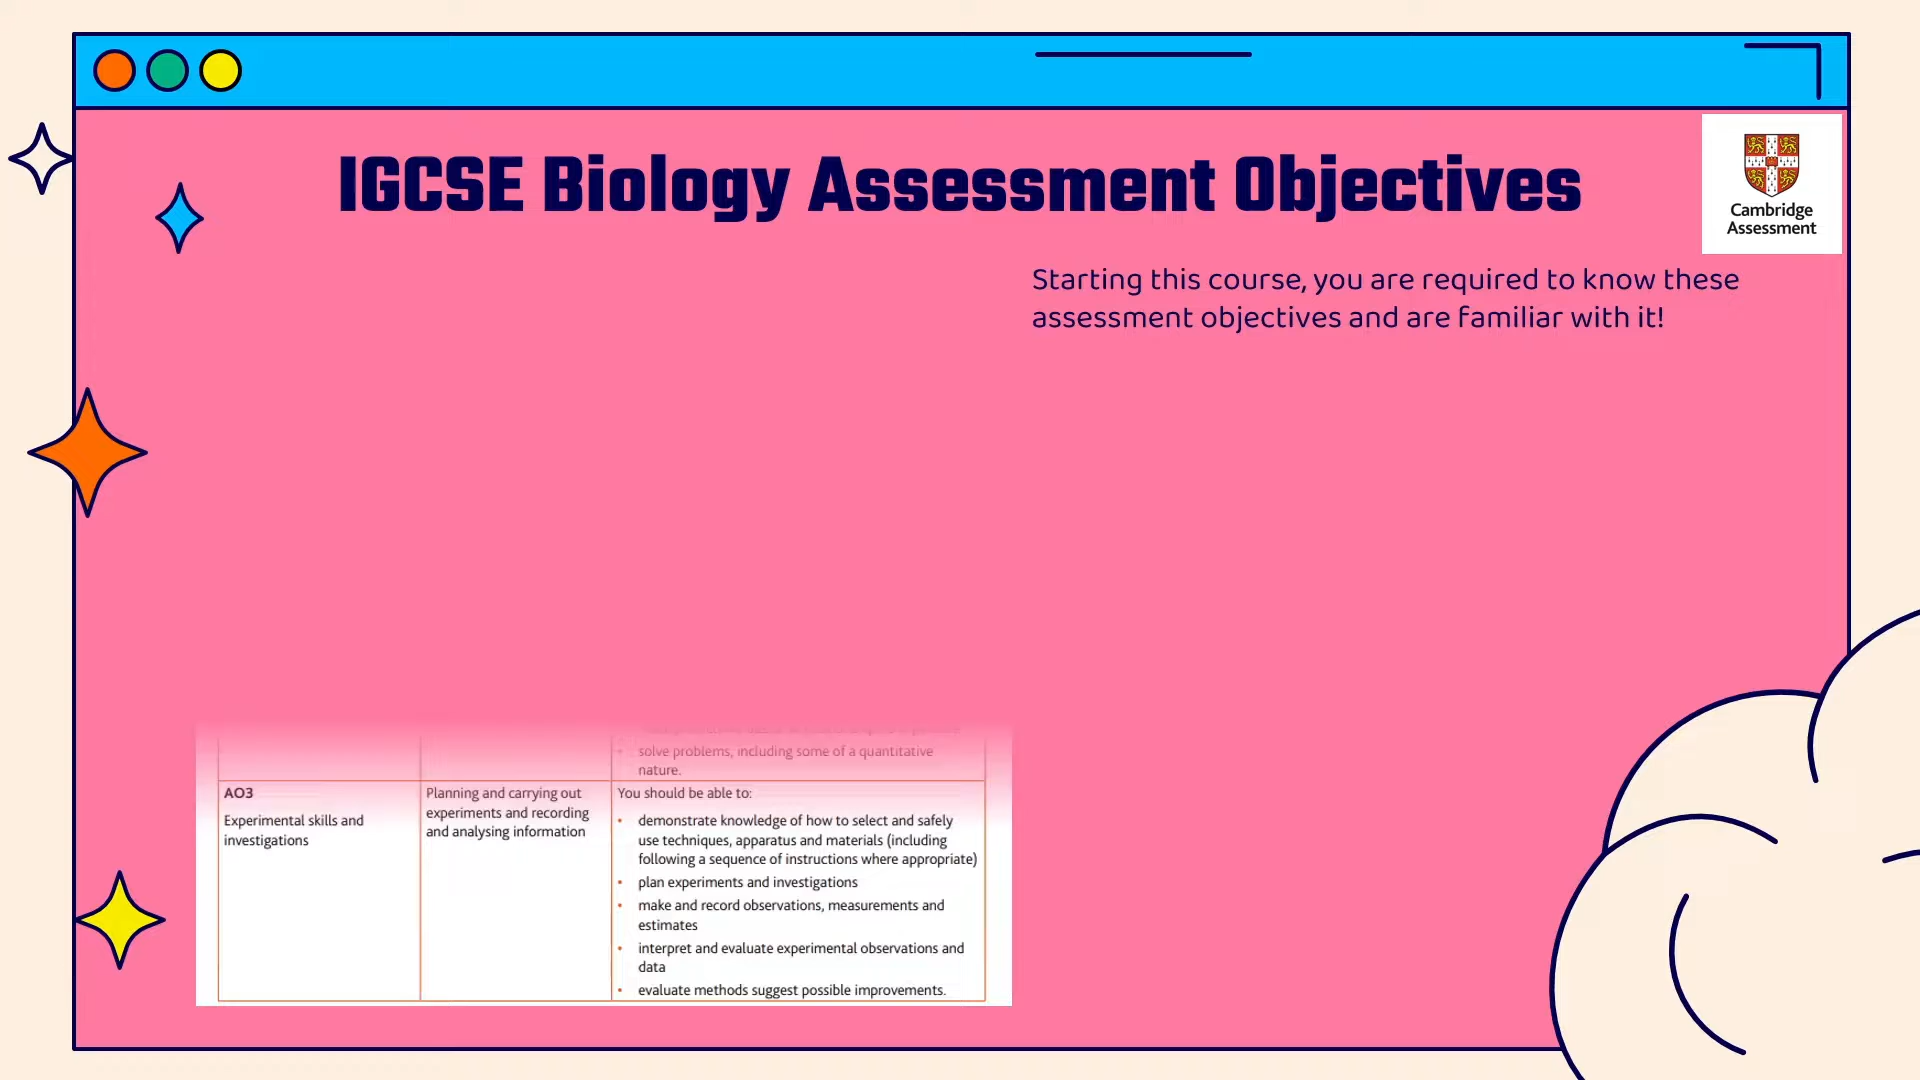 IGCSE Biology Assessment Objectives
Cambridge
Assessment
Starting this course, you are required to know these
assessment objectives and are familiar with it!
• solve problems, including some of a quantitative
nature.
AO3
Experimental skills and
investigations
Planning and carrying out
experiments and recording
and analysing information
You should be able to:
• demonstrate knowledge of how to select and safely
use techniques, apparatus and materials (including
following a sequence of instructions where appropriate)
• plan experiments and investigations
• make and record observations, measurements and
estimates
• interpret and evaluate experimental observations and
data
• evaluate methods suggest possible improvements.